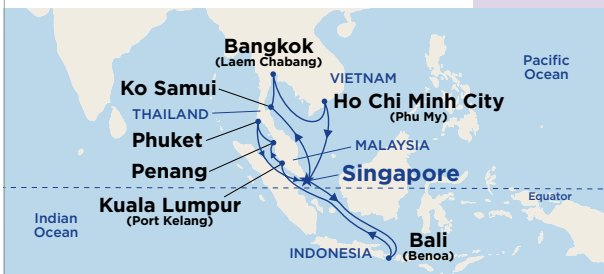 Bangkok
(Laem Chabang)
Pacific
Ocean
VIETNAM
Ko Samui
Ho Chi Minh City
(Phu My)
THAILAND
Phuket
MALAYSIA
Penang
Singapore
Kuala Lumpur
(Port Kelang)
Equator
Indian
Ocean
Bali
(Benoa)
INDONESIA